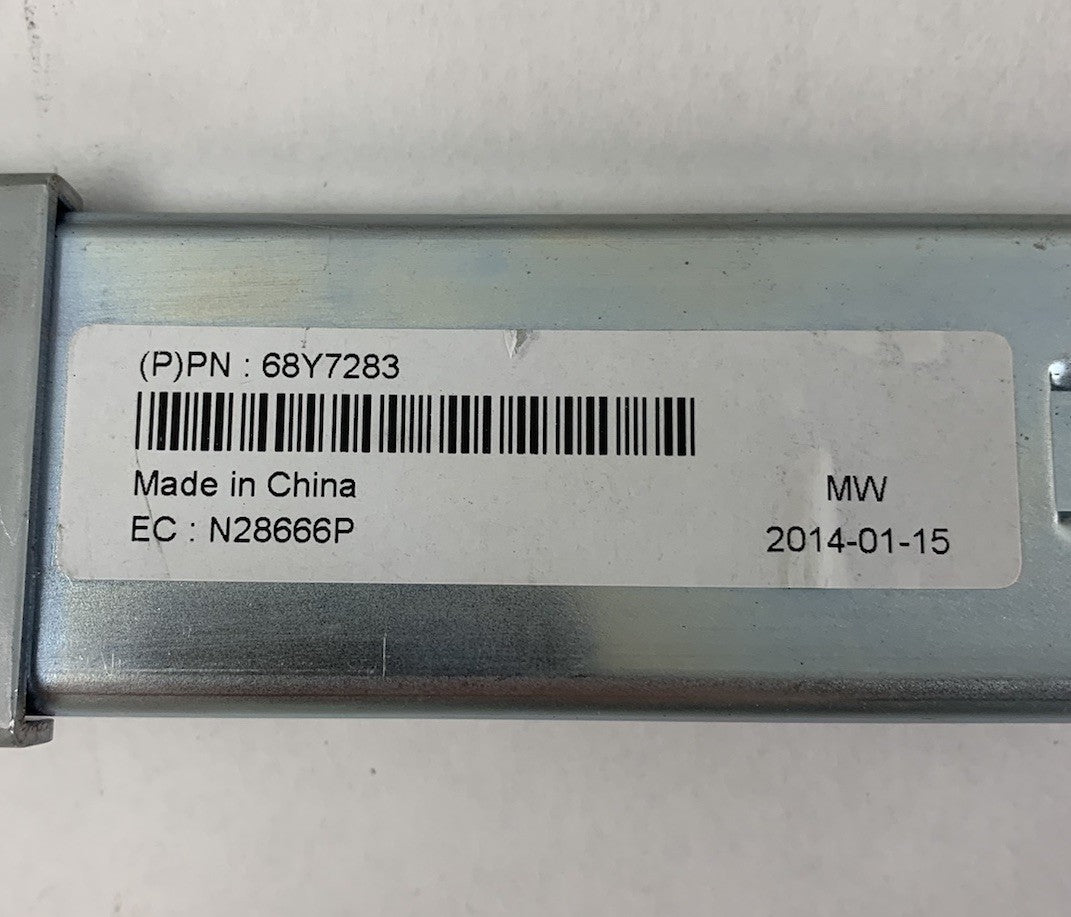 (P)PN : 68Y7283
Made in China
MW
EC : N28666P
2014-01-15